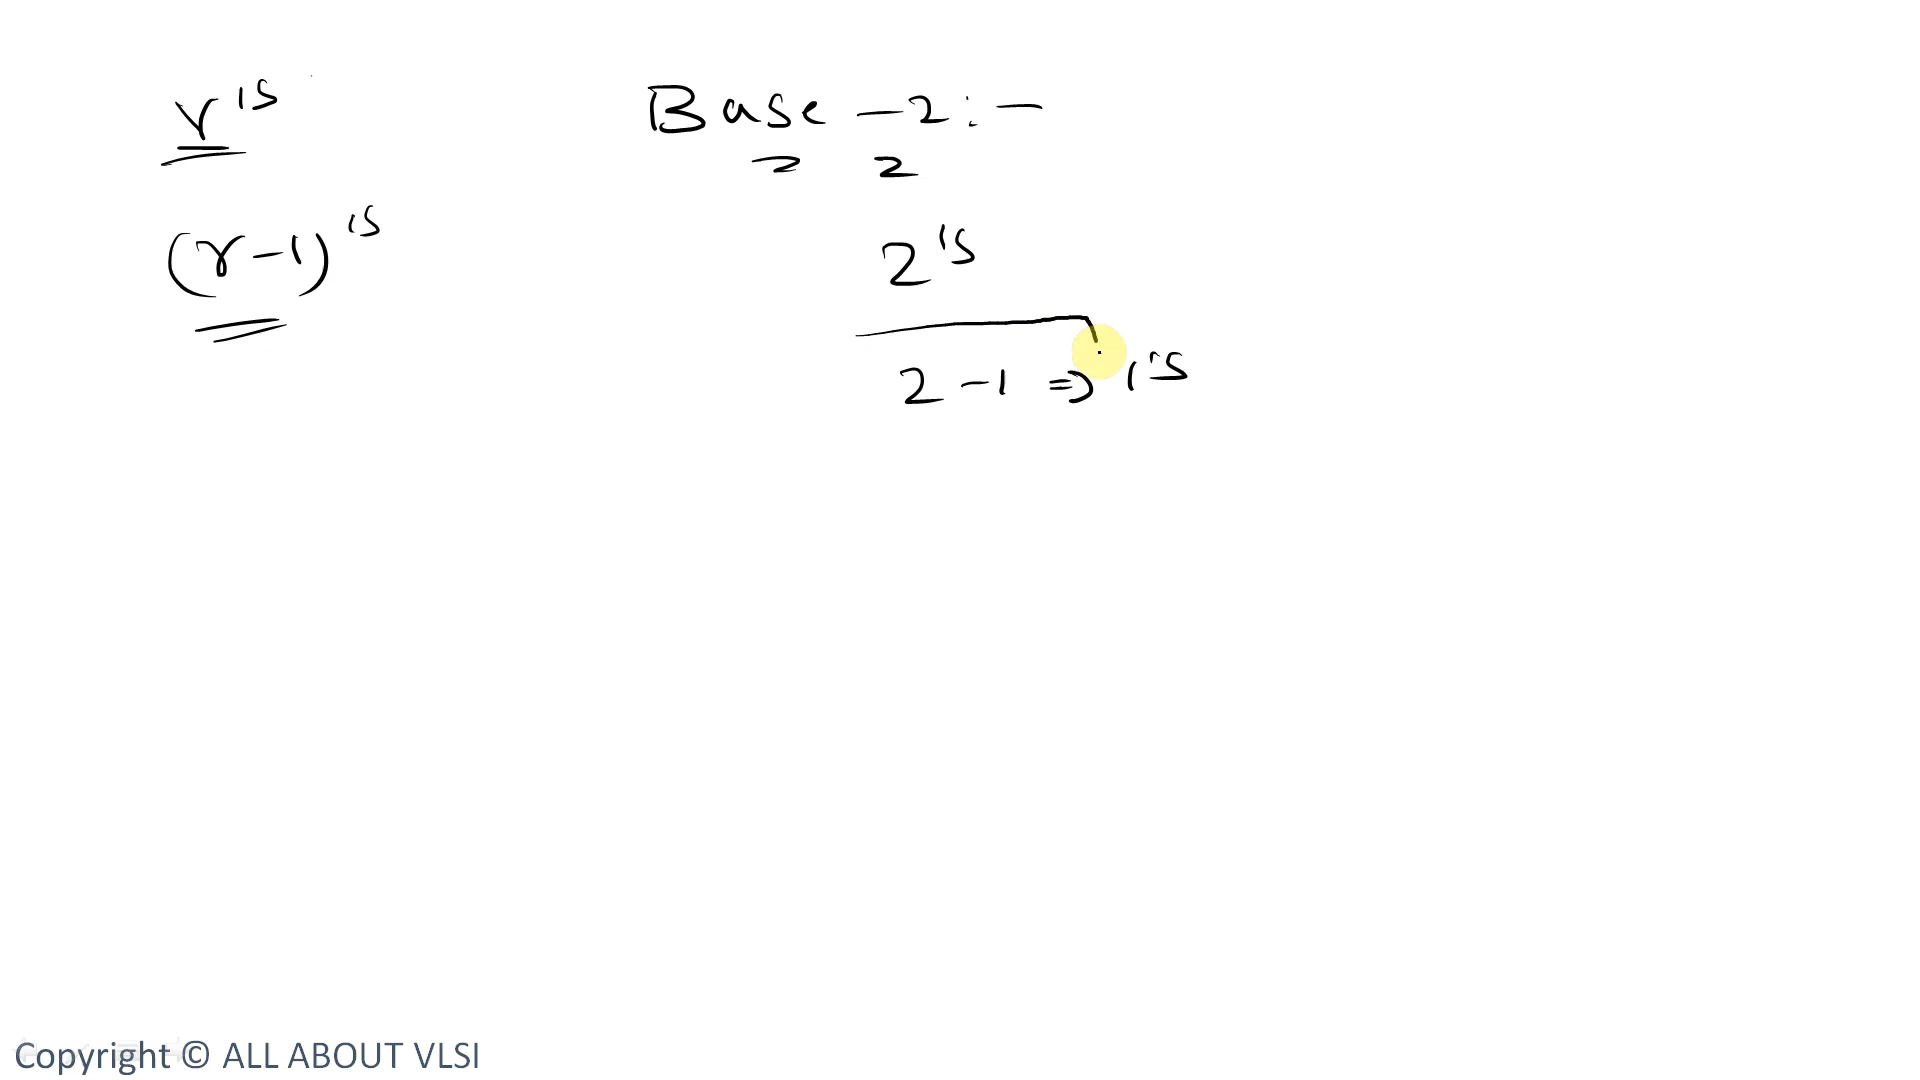 r's
(r-1)'s
Base -2:-
2
2's
2-1 => 1's
Copyright © ALL ABOUT VLSI